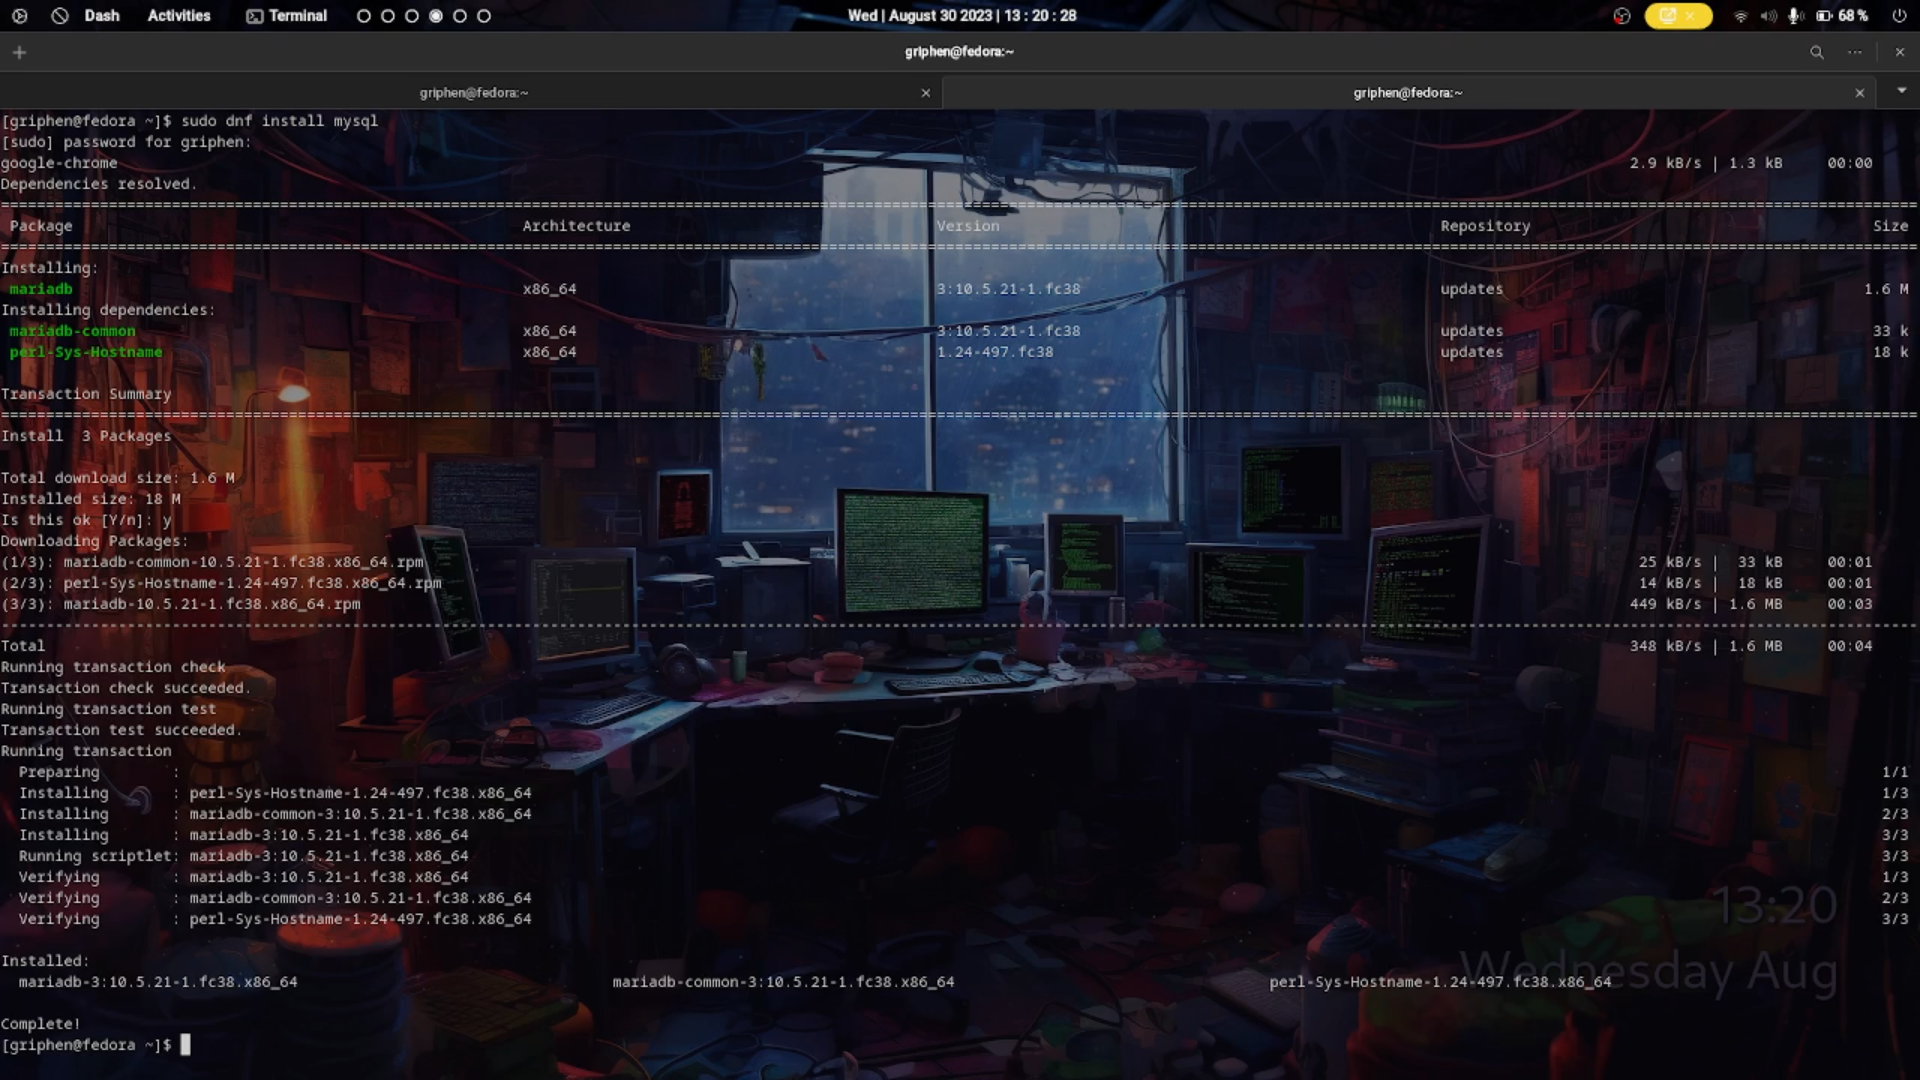 Dash Activities Terminal Wed | August 30 2023 | 13 : 20 : 28 68 %
griphen@fedora:~
griphen@fedora:~ griphen@fedora:~
[griphen@fedora ~]$ sudo dnf install mysql
[sudo] password for griphen:
google-chrome 2.9 kB/s | 1.3 kB 00:00
Dependencies resolved.
================================================================================
Package Architecture Version Repository Size
================================================================================
Installing:
mariadb x86_64 3:10.5.21-1.fc38 updates 1.6 M
Installing dependencies:
mariadb-common x86_64 3:10.5.21-1.fc38 updates 33 k
perl-Sys-Hostname x86_64 1.24-497.fc38 updates 18 k
Transaction Summary
================================================================================
Install 3 Packages
Total download size: 1.6 M
Installed size: 18 M
Is this ok [Y/n]: y
Downloading Packages:
(1/3): mariadb-common-10.5.21-1.fc38.x86_64.rpm 25 kB/s | 33 kB 00:01
(2/3): perl-Sys-Hostname-1.24-497.fc38.x86_64.rpm 14 kB/s | 18 kB 00:01
(3/3): mariadb-10.5.21-1.fc38.x86_64.rpm 449 kB/s | 1.6 MB 00:03
--------------------------------------------------------------------------------
Total 348 kB/s | 1.6 MB 00:04
Running transaction check
Transaction check succeeded.
Running transaction test
Transaction test succeeded.
Running transaction
Preparing : 1/1
Installing : perl-Sys-Hostname-1.24-497.fc38.x86_64 1/3
Installing : mariadb-common-3:10.5.21-1.fc38.x86_64 2/3
Installing : mariadb-3:10.5.21-1.fc38.x86_64 3/3
Running scriptlet: mariadb-3:10.5.21-1.fc38.x86_64 3/3
Verifying : mariadb-3:10.5.21-1.fc38.x86_64 1/3
Verifying : mariadb-common-3:10.5.21-1.fc38.x86_64 2/3
Verifying : perl-Sys-Hostname-1.24-497.fc38.x86_64 3/3
13:20
Wednesday Aug
Installed:
mariadb-3:10.5.21-1.fc38.x86_64 mariadb-common-3:10.5.21-1.fc38.x86_64 perl-Sys-Hostname-1.24-497.fc38.x86_64
Complete!
[griphen@fedora ~]$